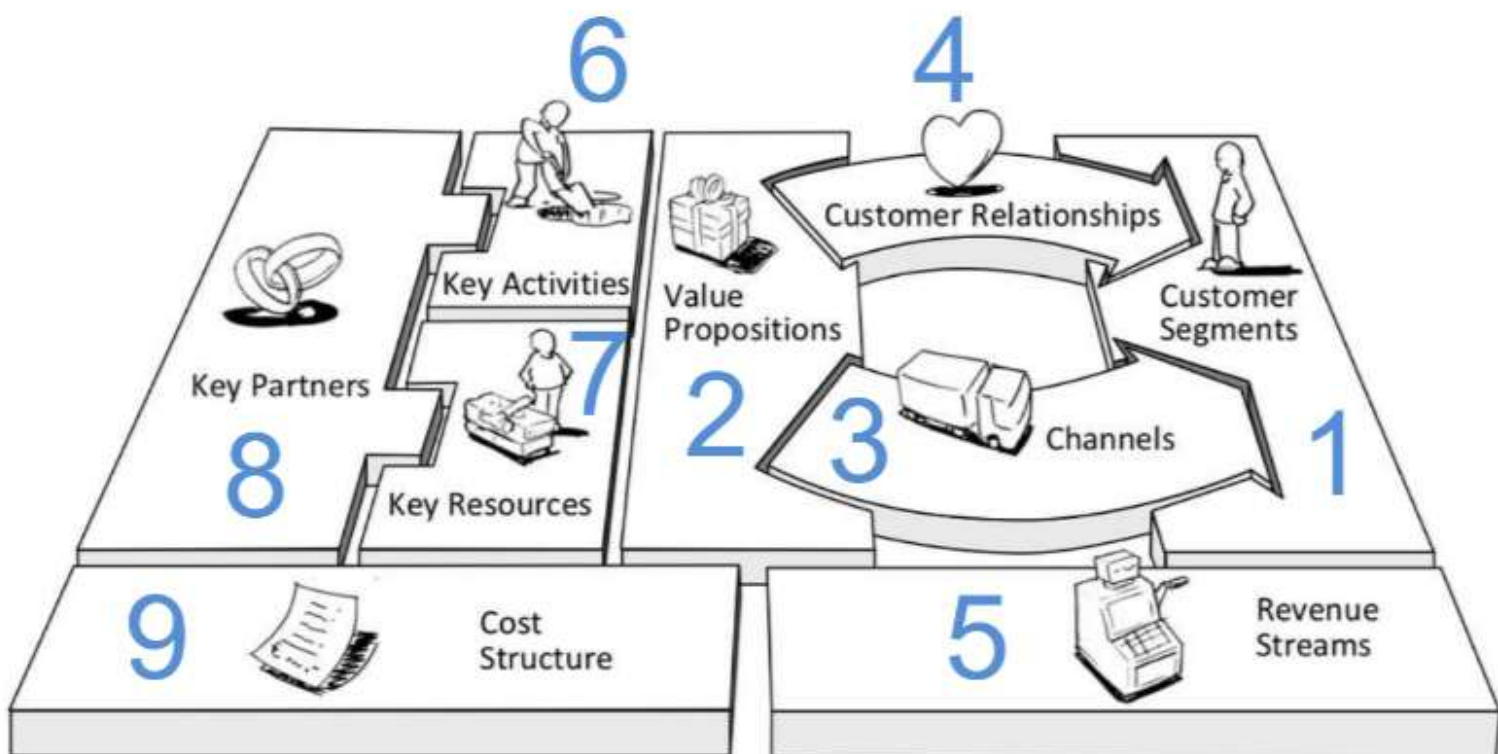 6
4
Customer Relationships
Key Activities
Value
Propositions
Customer
Segments
7
Key Partners
2
3
Channels
1
8
Key Resources
9
Cost
Structure
5
Revenue
Streams